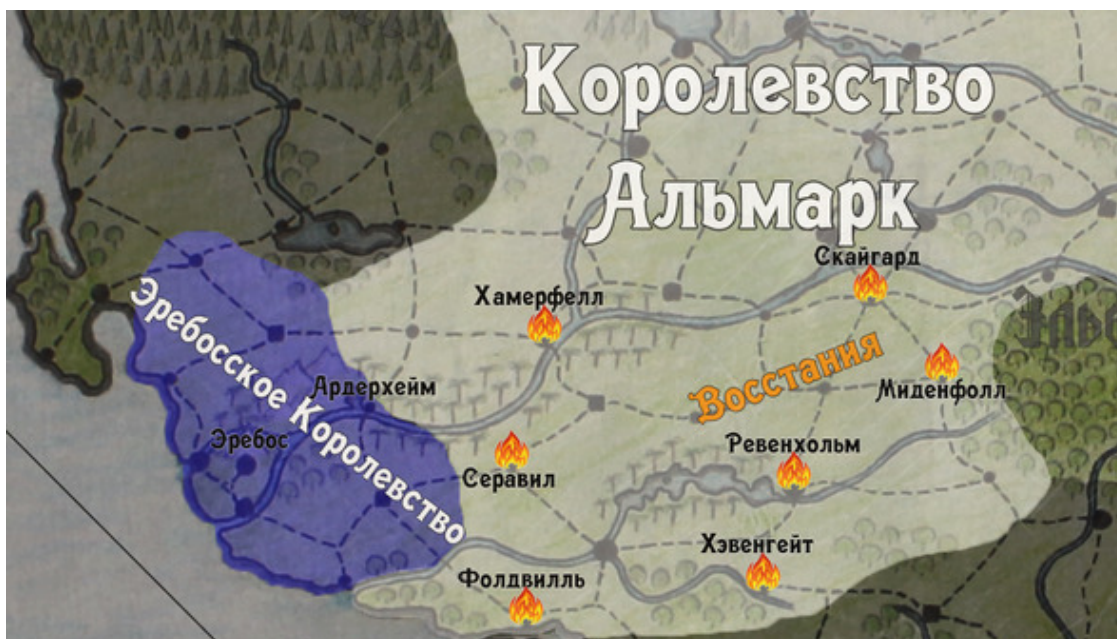 Королевство
Альмарк
Скайгард
Хамерфелл
Эребосское Королевство
Восстания
Ардерхейм
Миденфолл
Эребос
Ревенхольм
Серавил
Хэвенгейт
Фолдвилль